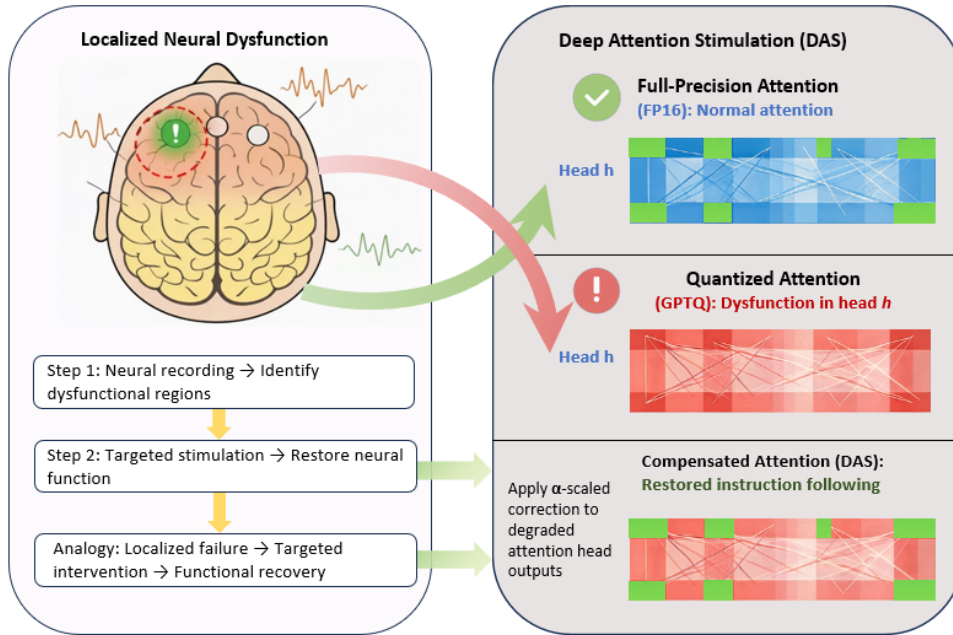 Localized Neural Dysfunction
Step 1: Neural recording → Identify
dysfunctional regions
Step 2: Targeted stimulation → Restore neural
function
Analogy: Localized failure → Targeted
intervention → Functional recovery
Deep Attention Stimulation (DAS)
Full-Precision Attention
(FP16): Normal attention
Head h
Quantized Attention
(GPTQ): Dysfunction in head h
Head h
Compensated Attention (DAS):
Restored instruction following
Apply α-scaled
correction to
degraded
attention head
outputs